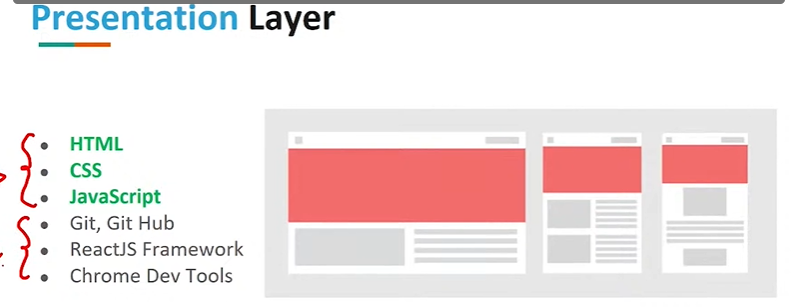 Presentation Layer
HTML
CSS
JavaScript
Git, Git Hub
ReactJS Framework
Chrome Dev Tools